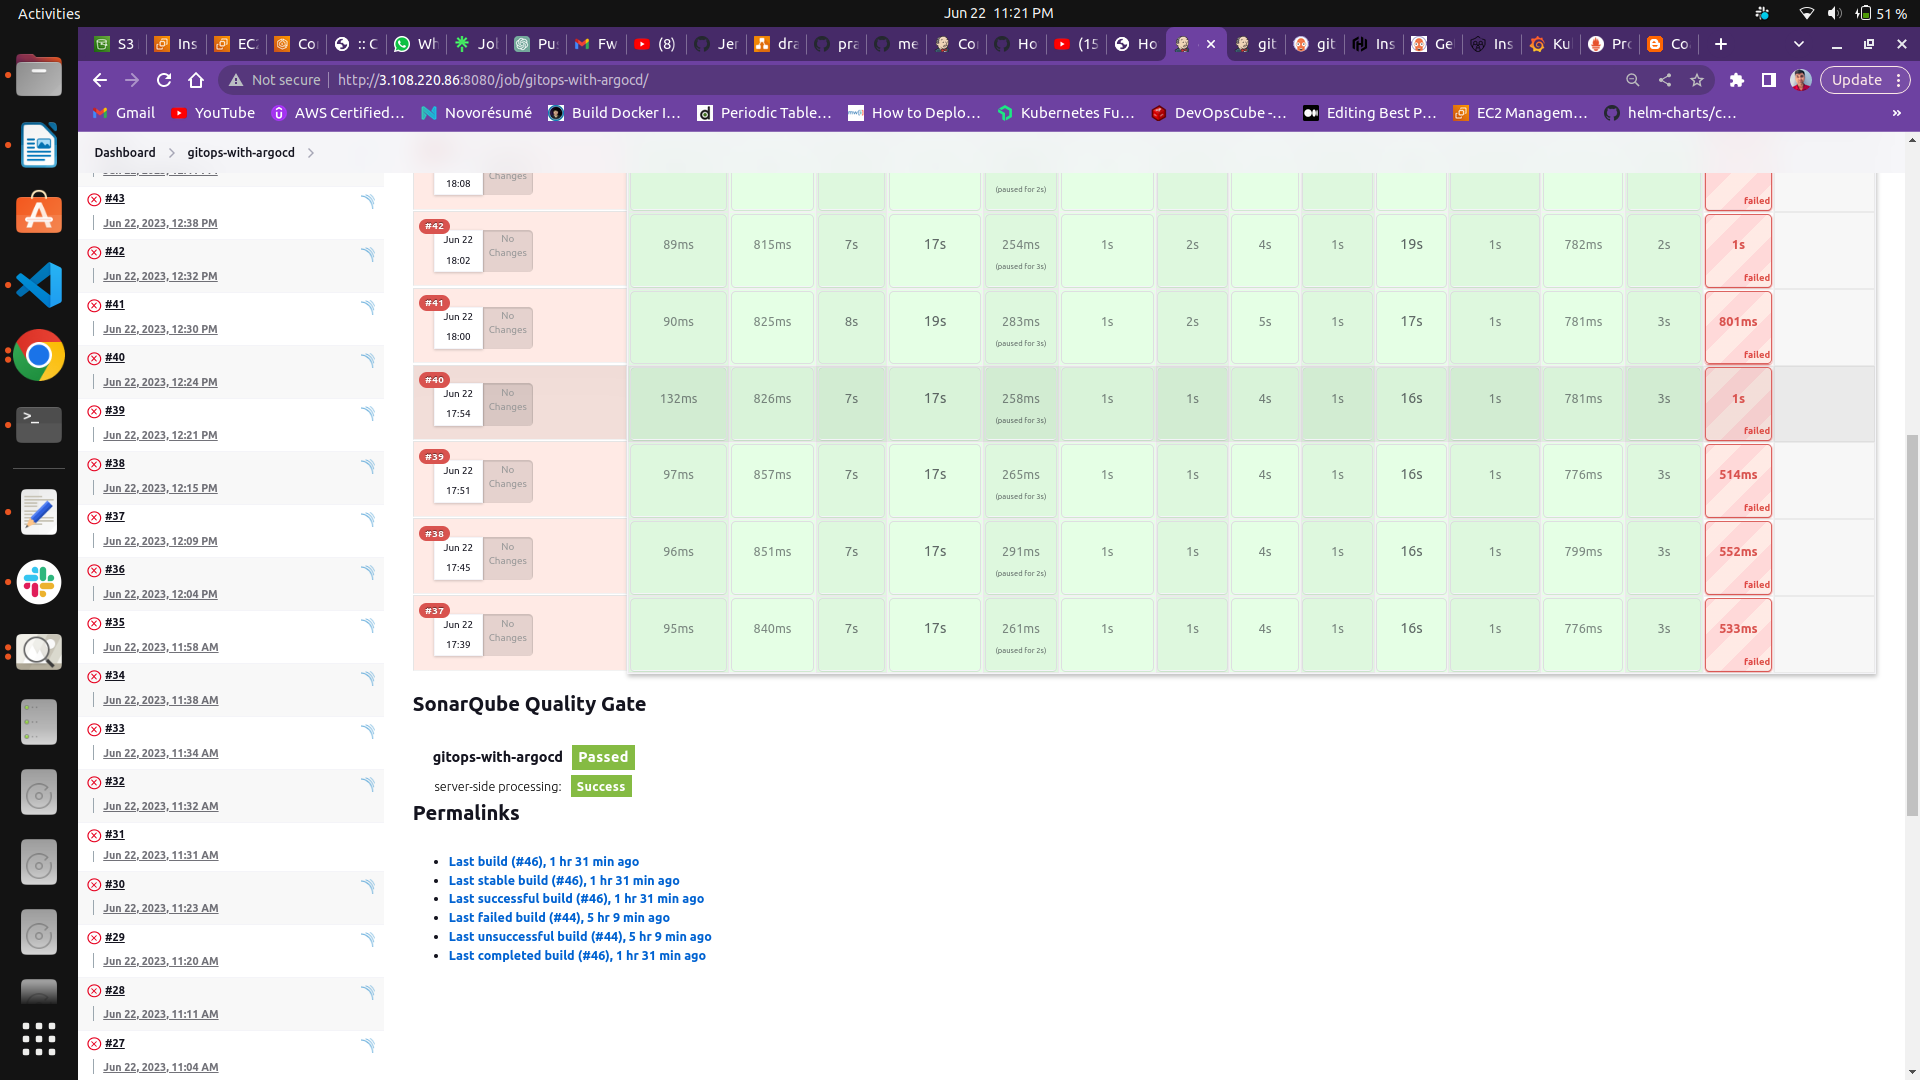 Activities
Jun 22 11:21 PM
51 %
S3
Ins
EC2
Con
:: C
Wh
Jol
Pu
Fw
(8)
Jer
dra
pra
me
Co
Ho
(15
Ho
git
git
Ins
Ge
Ins
Ku
Pro
Co
Not secure
http://3.108.220.86:8080/job/gitops-with-argocd/
Update
Gmail
YouTube
AWS Certified…
Novorésumé
Build Docker I…
Periodic Table…
How to Deplo…
Kubernetes Fu…
DevOpsCube -…
Editing Best P…
EC2 Managem…
helm-charts/c…
»
Dashboard
gitops-with-argocd
#43
Jun 22, 2023, 12:38 PM
#42
Jun 22, 2023, 12:32 PM
#41
Jun 22, 2023, 12:30 PM
#40
Jun 22, 2023, 12:24 PM
#39
Jun 22, 2023, 12:21 PM
#38
Jun 22, 2023, 12:15 PM
#37
Jun 22, 2023, 12:09 PM
#36
Jun 22, 2023, 12:04 PM
#35
Jun 22, 2023, 11:58 AM
#34
Jun 22, 2023, 11:38 AM
#33
Jun 22, 2023, 11:34 AM
#32
Jun 22, 2023, 11:32 AM
#31
Jun 22, 2023, 11:31 AM
#30
Jun 22, 2023, 11:23 AM
#29
Jun 22, 2023, 11:20 AM
#28
Jun 22, 2023, 11:11 AM
#27
Jun 22, 2023, 11:04 AM
18:08
Changes
(paused for 2s)
failed
#42
Jun 22
18:02
No
Changes
89ms 815ms 7s 17s 254ms 1s 2s 4s 1s 19s 1s 782ms 2s 1s
(paused for 3s)
failed
#41
Jun 22
18:00
No
Changes
90ms 825ms 8s 19s 283ms 1s 2s 5s 1s 17s 1s 781ms 3s 801ms
(paused for 3s)
failed
#40
Jun 22
17:54
No
Changes
132ms 826ms 7s 17s 258ms 1s 1s 4s 1s 16s 1s 781ms 3s 1s
(paused for 3s)
failed
#39
Jun 22
17:51
No
Changes
97ms 857ms 7s 17s 265ms 1s 1s 4s 1s 16s 1s 776ms 3s 514ms
(paused for 3s)
failed
#38
Jun 22
17:45
No
Changes
96ms 851ms 7s 17s 291ms 1s 1s 4s 1s 16s 1s 799ms 3s 552ms
(paused for 2s)
failed
#37
Jun 22
17:39
No
Changes
95ms 840ms 7s 17s 261ms 1s 1s 4s 1s 16s 1s 776ms 3s 533ms
(paused for 2s)
failed
SonarQube Quality Gate
gitops-with-argocd Passed
server-side processing: Success
Permalinks
Last build (#46), 1 hr 31 min ago
Last stable build (#46), 1 hr 31 min ago
Last successful build (#46), 1 hr 31 min ago
Last failed build (#44), 5 hr 9 min ago
Last unsuccessful build (#44), 5 hr 9 min ago
Last completed build (#46), 1 hr 31 min ago